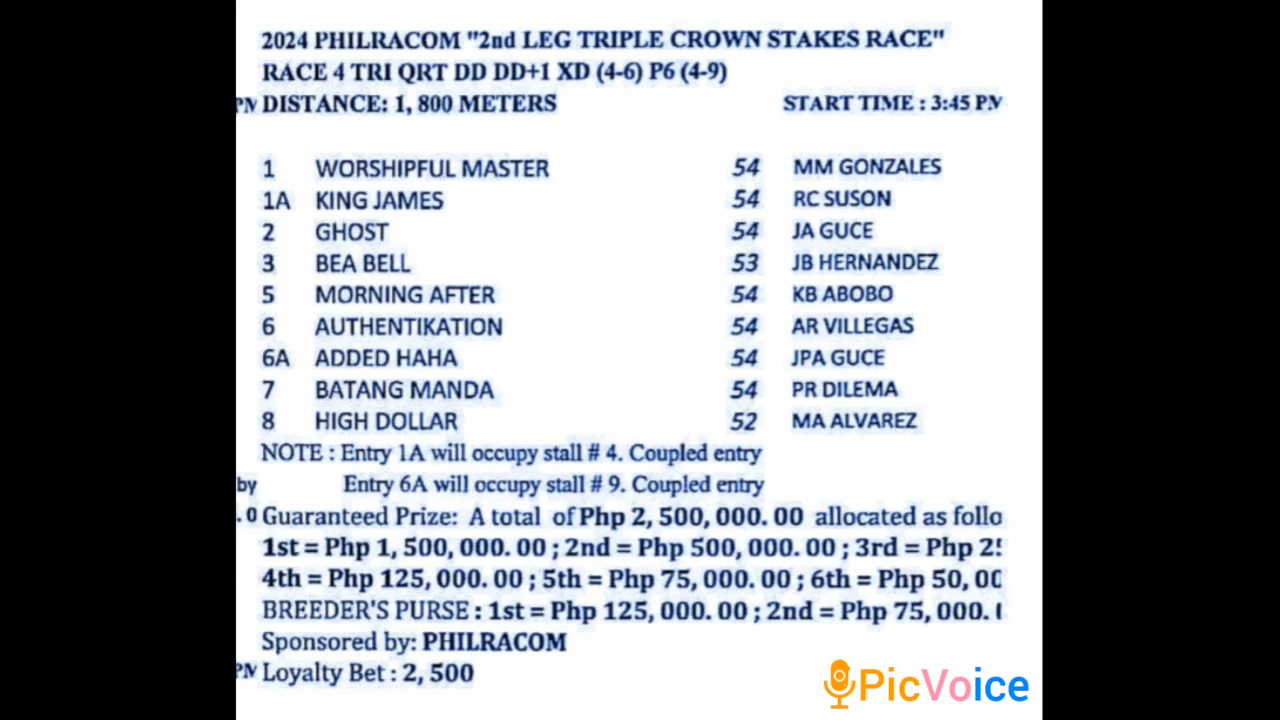 2024 PHILRACOM "2nd LEG TRIPLE CROWN STAKES RACE"
RACE 4 TRI QRT DD DD+1 XD (4-6) P6 (4-9)
DISTANCE: 1, 800 METERS START TIME : 3:45 PM
1 WORSHIPFUL MASTER 54 MM GONZALES
1A KING JAMES 54 RC SUSON
2 GHOST 54 JA GUCE
3 BEA BELL 53 JB HERNANDEZ
5 MORNING AFTER 54 KB ABOBO
6 AUTHENTIKATION 54 AR VILLEGAS
6A ADDED HAHA 54 JPA GUCE
7 BATANG MANDA 54 PR DILEMA
8 HIGH DOLLAR 52 MA ALVAREZ
NOTE : Entry 1A will occupy stall # 4. Coupled entry
by Entry 6A will occupy stall # 9. Coupled entry
. 0 Guaranteed Prize: A total of Php 2, 500, 000. 00 allocated as follo
1st = Php 1, 500, 000. 00 ; 2nd = Php 500, 000. 00 ; 3rd = Php
4th = Php 125, 000. 00 ; 5th = Php 75, 000. 00 ; 6th = Php 50,
BREEDER'S PURSE : 1st = Php 125, 000. 00 ; 2nd = Php 75, 000.
Sponsored by: PHILRACOM
Loyalty Bet : 2, 500
PicVoice